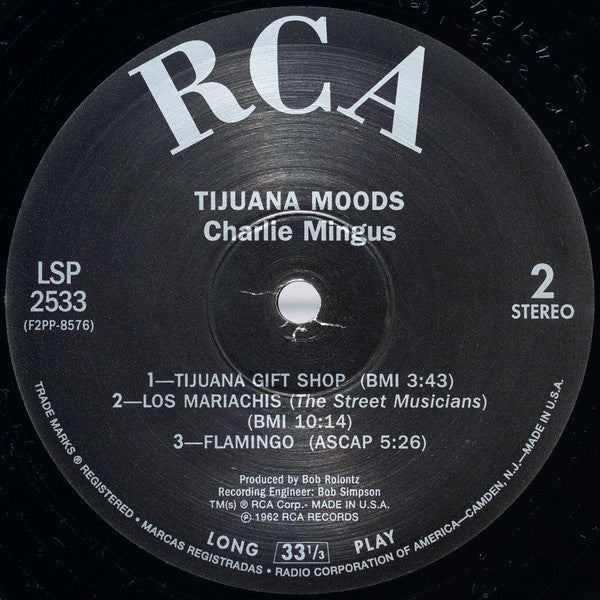 RCA
TIJUANA MOODS
Charlie Mingus
LSP
2533
(F2PP-8576)
2
STEREO
1—TIJUANA GIFT SHOP (BMI 3:43)
2—LOS MARIACHIS (The Street Musicians)
(BMI 10:14)
3—FLAMINGO (ASCAP 5:26)
Produced by Bob Rolontz
Recording Engineer: Bob Simpson
TM(s) ® RCA Corp.- MADE IN U.S.A.
℗ 1962 RCA RECORDS
LONG 33⅓ PLAY
TRADE MARKS ® REGISTERED • MARCAS REGISTRADAS • RADIO CORPORATION OF AMERICA—CAMDEN, N.J.—MADE IN U.S.A.